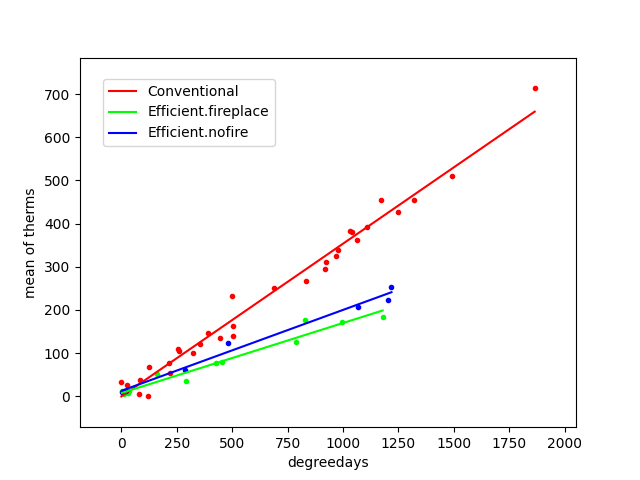 Conventional
Efficient.fireplace
Efficient.nofire
mean of therms
700
600
500
400
300
200
100
0
0 250 500 750 1000 1250 1500 1750 2000
degreedays